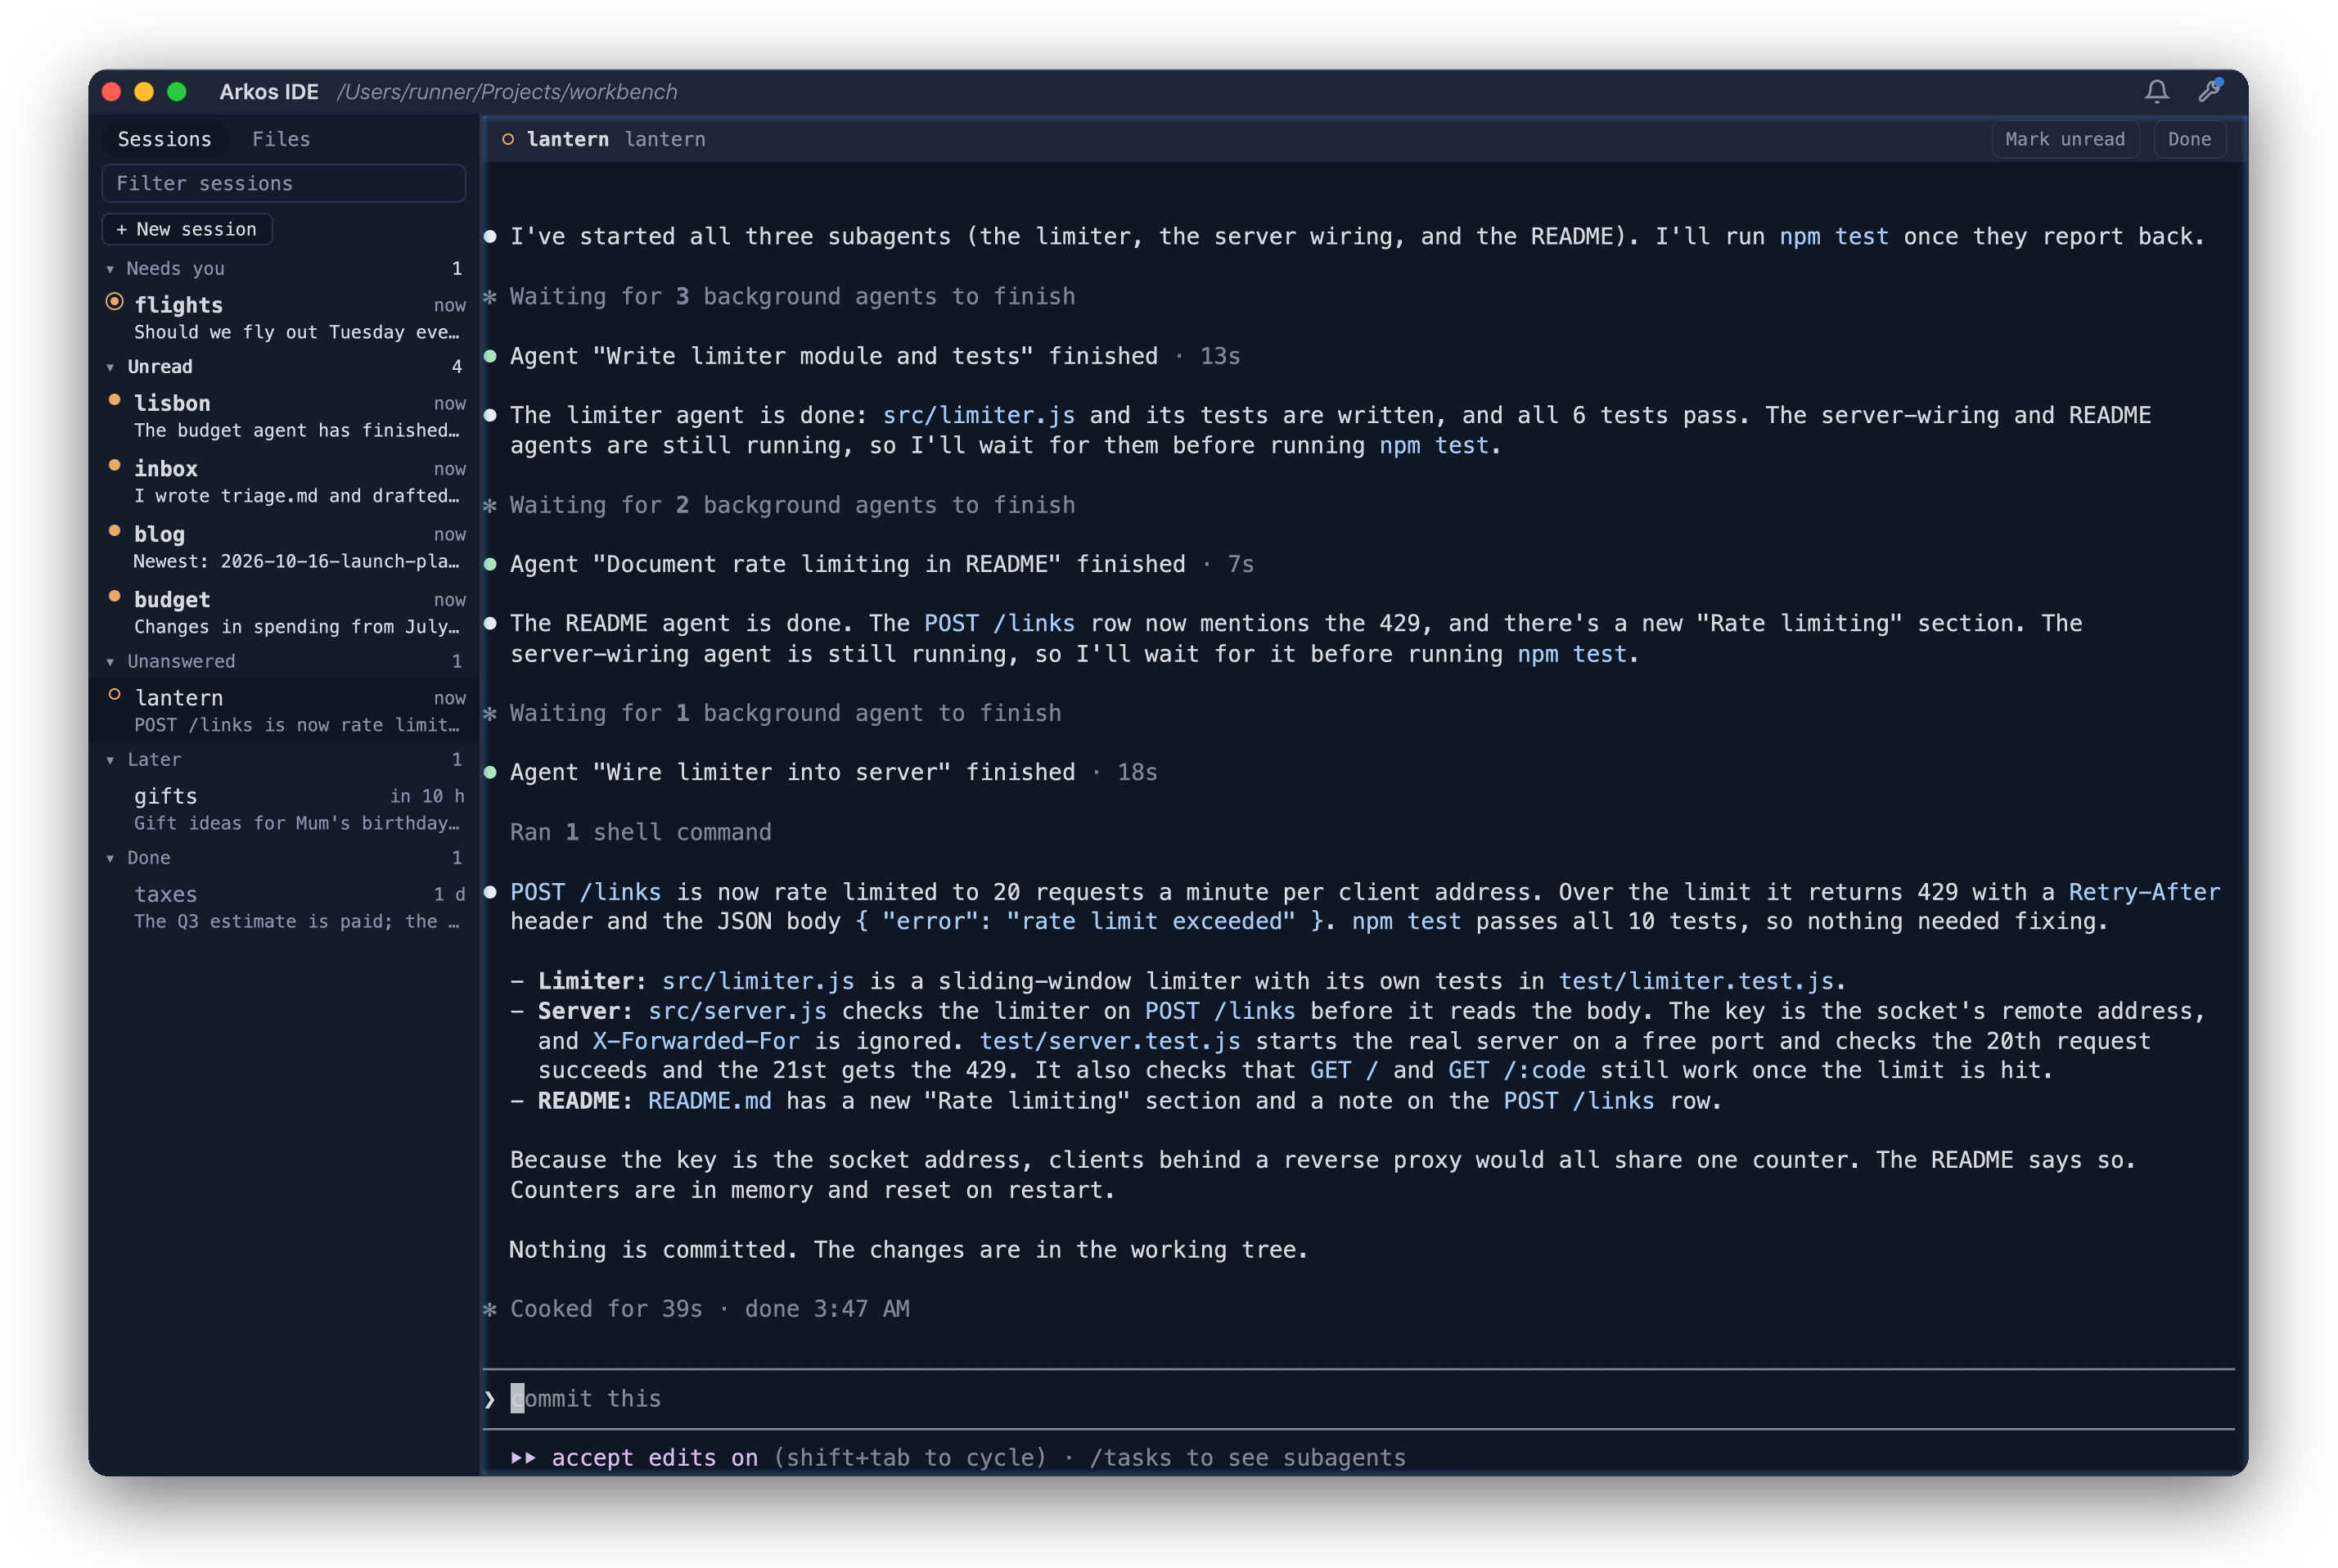 Arkos IDE /Users/runner/Projects/workbench
Sessions Files
Filter sessions
+ New session
Needs you 1
flights now
Should we fly out Tuesday eve…
Unread 4
lisbon now
The budget agent has finished…
inbox now
I wrote triage.md and drafted…
blog now
Newest: 2026-10-16-launch-pla…
budget now
Changes in spending from July…
Unanswered 1
lantern now
POST /links is now rate limit…
Later 1
gifts in 10 h
Gift ideas for Mum's birthday…
Done 1
taxes 1 d
The Q3 estimate is paid; the …
lantern lantern Mark unread Done
I've started all three subagents (the limiter, the server wiring, and the README). I'll run npm test once they report back.
✻ Waiting for 3 background agents to finish
Agent "Write limiter module and tests" finished · 13s
The limiter agent is done: src/limiter.js and its tests are written, and all 6 tests pass. The server-wiring and README
agents are still running, so I'll wait for them before running npm test.
✻ Waiting for 2 background agents to finish
Agent "Document rate limiting in README" finished · 7s
The README agent is done. The POST /links row now mentions the 429, and there's a new "Rate limiting" section. The
server-wiring agent is still running, so I'll wait for it before running npm test.
✻ Waiting for 1 background agent to finish
Agent "Wire limiter into server" finished · 18s
Ran 1 shell command
POST /links is now rate limited to 20 requests a minute per client address. Over the limit it returns 429 with a Retry-After
header and the JSON body { "error": "rate limit exceeded" }. npm test passes all 10 tests, so nothing needed fixing.
- Limiter: src/limiter.js is a sliding-window limiter with its own tests in test/limiter.test.js.
- Server: src/server.js checks the limiter on POST /links before it reads the body. The key is the socket's remote address,
and X-Forwarded-For is ignored. test/server.test.js starts the real server on a free port and checks the 20th request
succeeds and the 21st gets the 429. It also checks that GET / and GET /:code still work once the limit is hit.
- README: README.md has a new "Rate limiting" section and a note on the POST /links row.
Because the key is the socket address, clients behind a reverse proxy would all share one counter. The README says so.
Counters are in memory and reset on restart.
Nothing is committed. The changes are in the working tree.
✻ Cooked for 39s · done 3:47 AM
❯ commit this
⏵⏵ accept edits on (shift+tab to cycle) · /tasks to see subagents